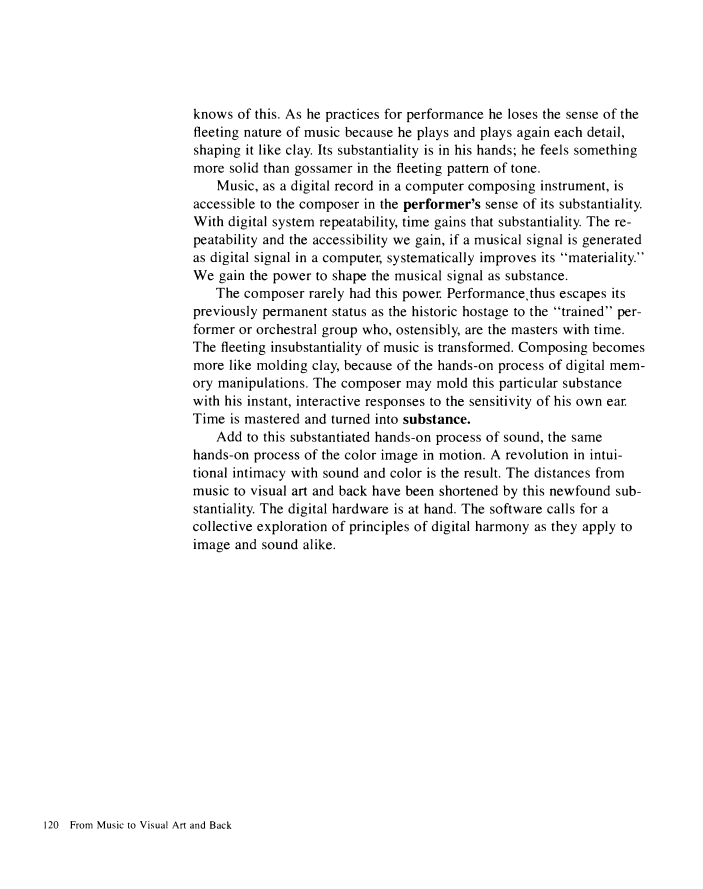 knows of this. As he practices for performance he loses the sense of the
fleeting nature of music because he plays and plays again each detail,
shaping it like clay. Its substantiality is in his hands; he feels something
more solid than gossamer in the fleeting pattern of tone.
Music, as a digital record in a computer composing instrument, is
accessible to the composer in the performer's sense of its substantiality.
With digital system repeatability, time gains that substantiality. The re-
peatability and the accessibility we gain, if a musical signal is generated
as digital signal in a computer, systematically improves its "materiality."
We gain the power to shape the musical signal as substance.
The composer rarely had this power. Performance thus escapes its
previously permanent status as the historic hostage to the "trained" per-
former or orchestral group who, ostensibly, are the masters with time.
The fleeting insubstantiality of music is transformed. Composing becomes
more like molding clay, because of the hands-on process of digital mem-
ory manipulations. The composer may mold this particular substance
with his instant, interactive responses to the sensitivity of his own ear.
Time is mastered and turned into substance.
Add to this substantiated hands-on process of sound, the same
hands-on process of the color image in motion. A revolution in intui-
tional intimacy with sound and color is the result. The distances from
music to visual art and back have been shortened by this newfound sub-
stantiality. The digital hardware is at hand. The software calls for a
collective exploration of principles of digital harmony as they apply to
image and sound alike.
120 From Music to Visual Art and Back